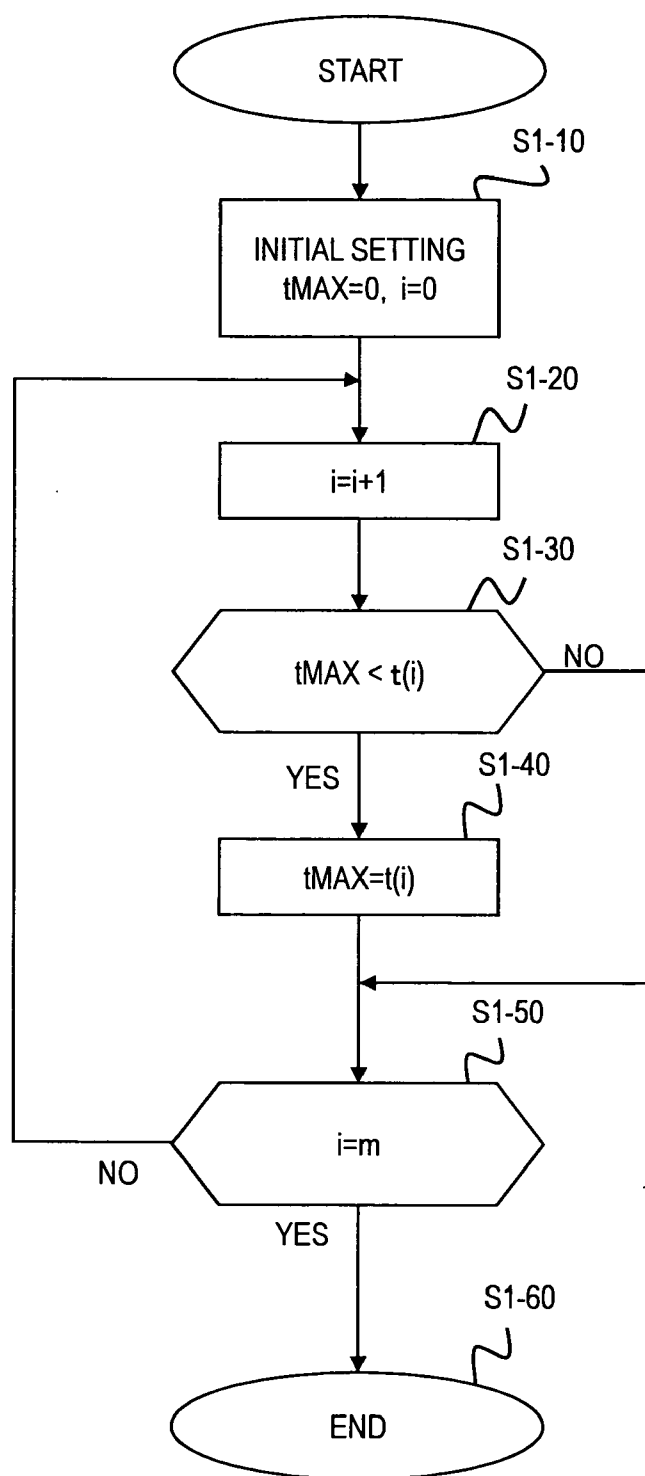 START
S1-10
INITIAL SETTING
tMAX=0, i=0
S1-20
i=i+1
S1-30
tMAX < t(i)
NO
YES
S1-40
tMAX=t(i)
S1-50
i=m
NO
YES
S1-60
END